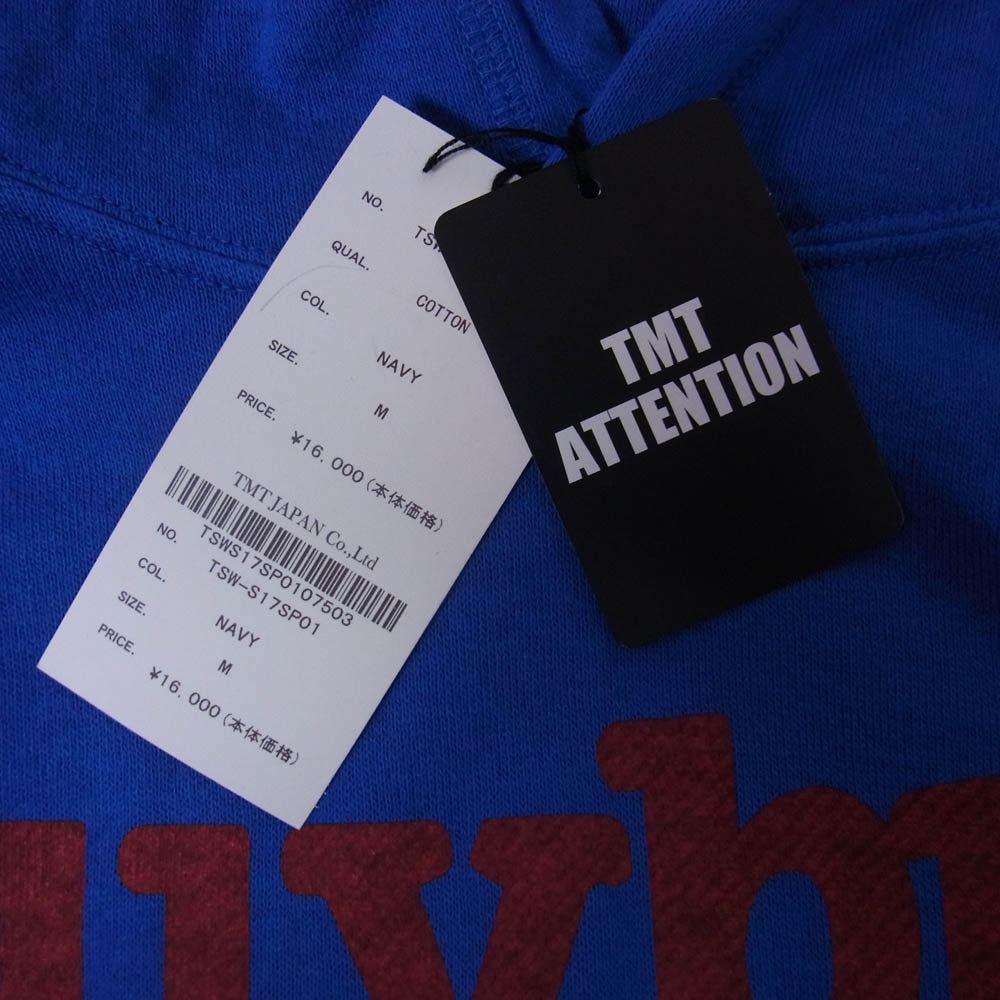 NO.
QUAL.
COTTON
COL.
NAVY
SIZE.
M
PRICE.
¥16,000(本体価格)
TMT JAPAN Co.,Ltd
TSWS17SP0107503
NO.
TSW-S17SP01
COL.
NAVY
SIZE.
M
PRICE.
¥16,000(本体価格)
TMT
ATTENTION